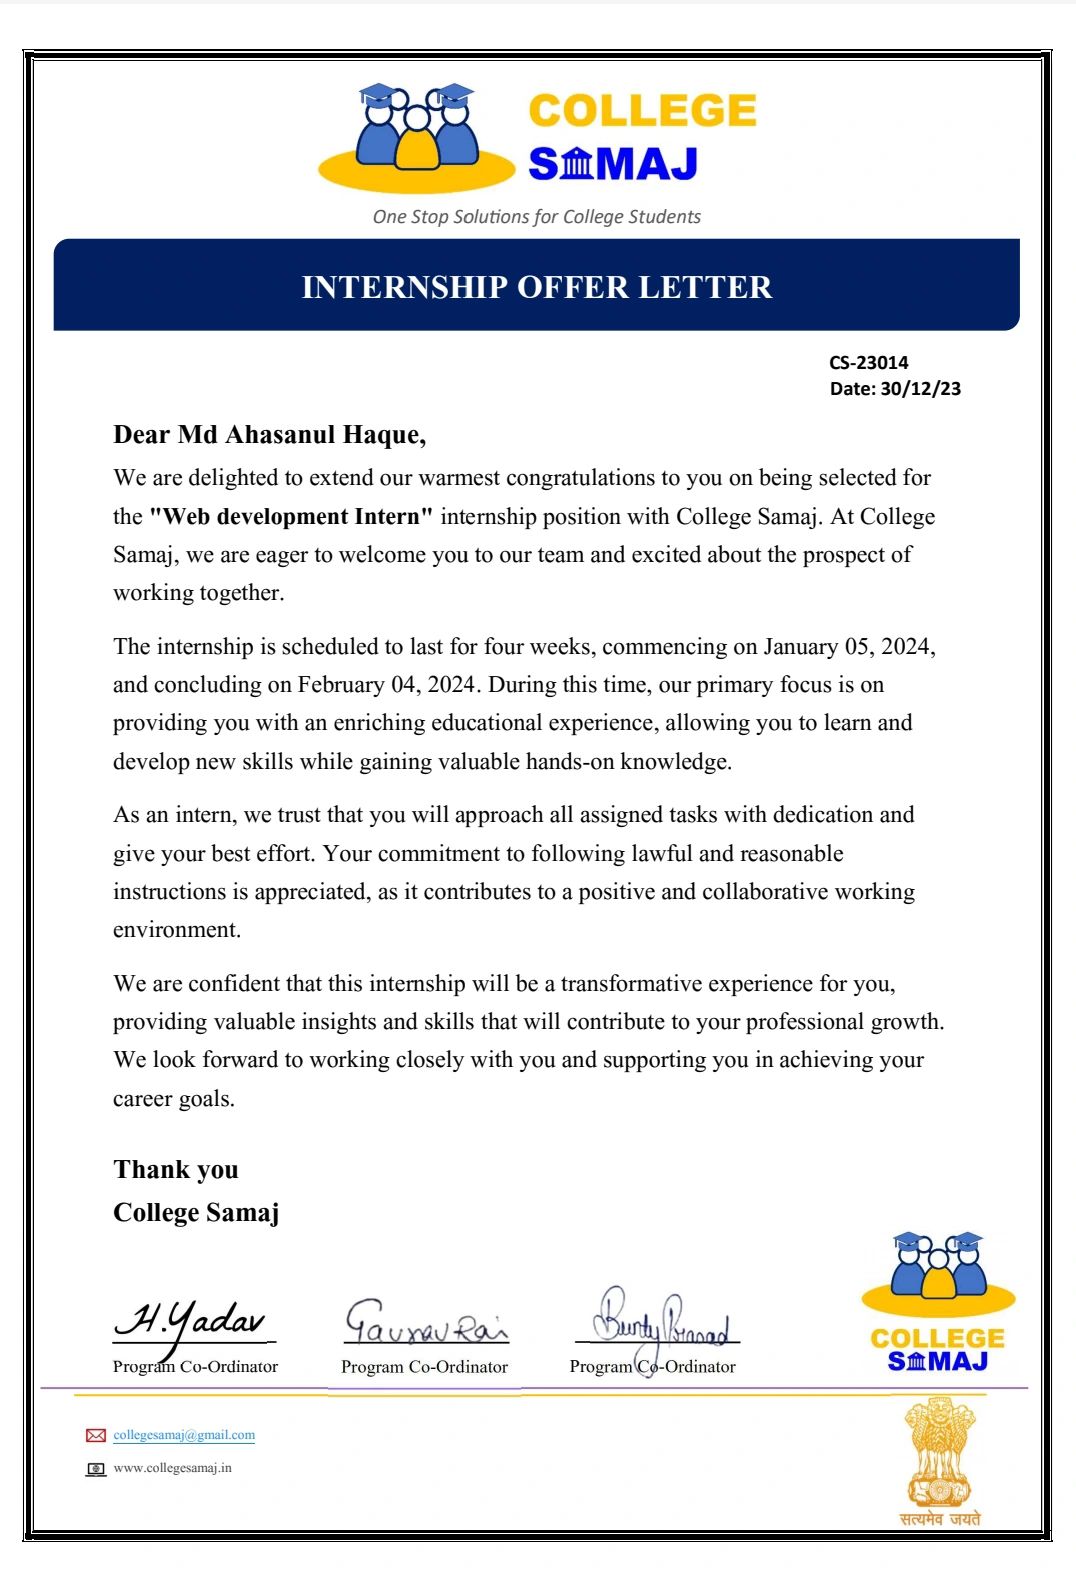 COLLEGE
SAMAJ
One Stop Solutions for College Students
INTERNSHIP OFFER LETTER
CS-23014
Date: 30/12/23
Dear Md Ahasanul Haque,
We are delighted to extend our warmest congratulations to you on being selected for
the "Web development Intern" internship position with College Samaj. At College
Samaj, we are eager to welcome you to our team and excited about the prospect of
working together.
The internship is scheduled to last for four weeks, commencing on January 05, 2024,
and concluding on February 04, 2024. During this time, our primary focus is on
providing you with an enriching educational experience, allowing you to learn and
develop new skills while gaining valuable hands-on knowledge.
As an intern, we trust that you will approach all assigned tasks with dedication and
give your best effort. Your commitment to following lawful and reasonable
instructions is appreciated, as it contributes to a positive and collaborative working
environment.
We are confident that this internship will be a transformative experience for you,
providing valuable insights and skills that will contribute to your professional growth.
We look forward to working closely with you and supporting you in achieving your
career goals.
Thank you
College Samaj
H.Yadav Gaurav Rai Prasad
Program Co-Ordinator Program Co-Ordinator Program Co-Ordinator
COLLEGE
SAMAJ
collegesamaj@gmail.com
www.collegesamaj.in
सत्यमेव जयते